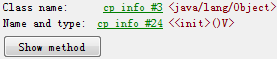 Class name: cp info #3 <java/lang/Object>
Name and type: cp info #24 <<init>()V>
Show method